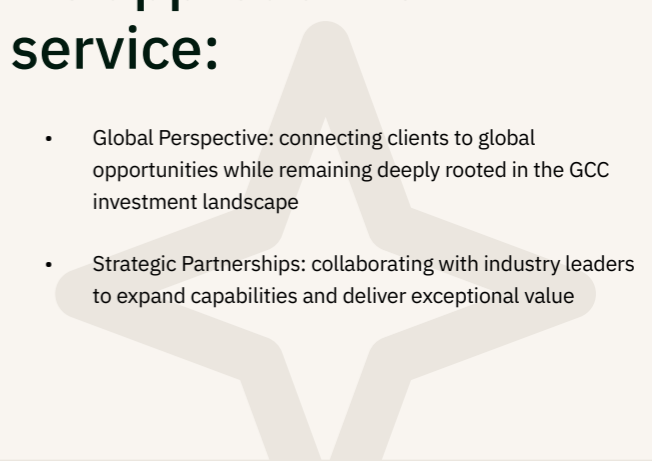 service:
• Global Perspective: connecting clients to global
opportunities while remaining deeply rooted in the GCC
investment landscape
• Strategic Partnerships: collaborating with industry leaders
to expand capabilities and deliver exceptional value